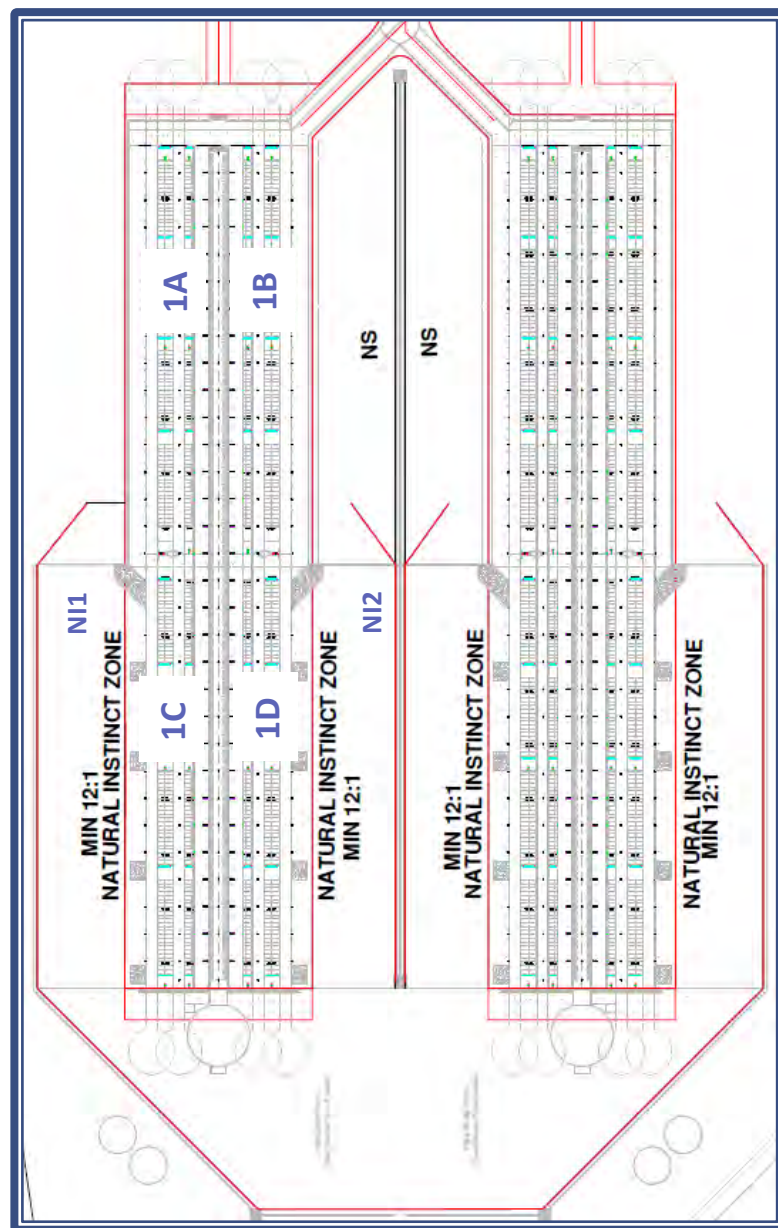 1A
1B
NS
NS
NI1
NI2
1C
1D
MIN 12:1
NATURAL INSTINCT ZONE
NATURAL INSTINCT ZONE
MIN 12:1
MIN 12:1
NATURAL INSTINCT ZONE
NATURAL INSTINCT ZONE
MIN 12:1